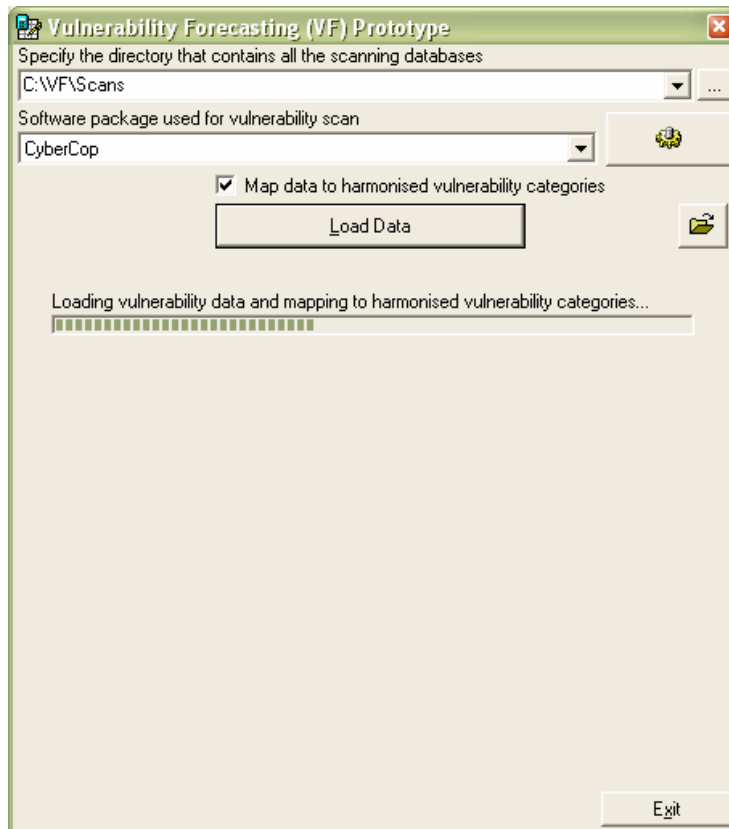 Vulnerability Forecasting (VF) Prototype
Specify the directory that contains all the scanning databases
C:\VF\Scans
...
Software package used for vulnerability scan
CyberCop
Map data to harmonised vulnerability categories
Load Data
Loading vulnerability data and mapping to harmonised vulnerability categories...
Exit